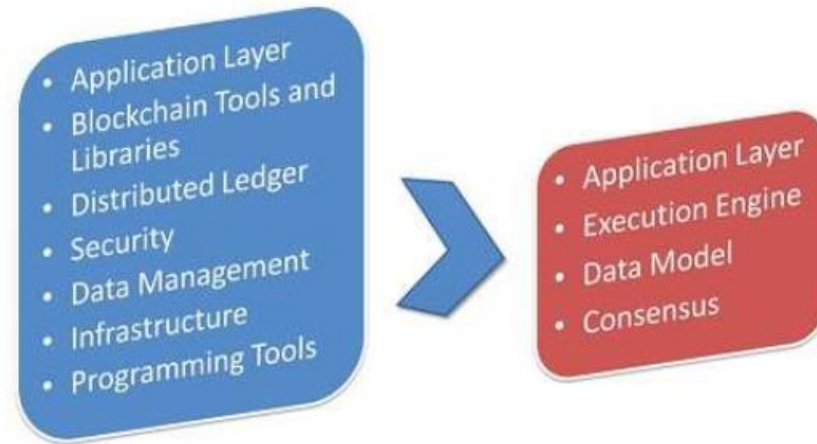 • Application Layer
• Blockchain Tools and
Libraries
• Distributed Ledger
• Security
• Data Management
• Infrastructure
• Programming Tools
• Application Layer
• Execution Engine
• Data Model
• Consensus